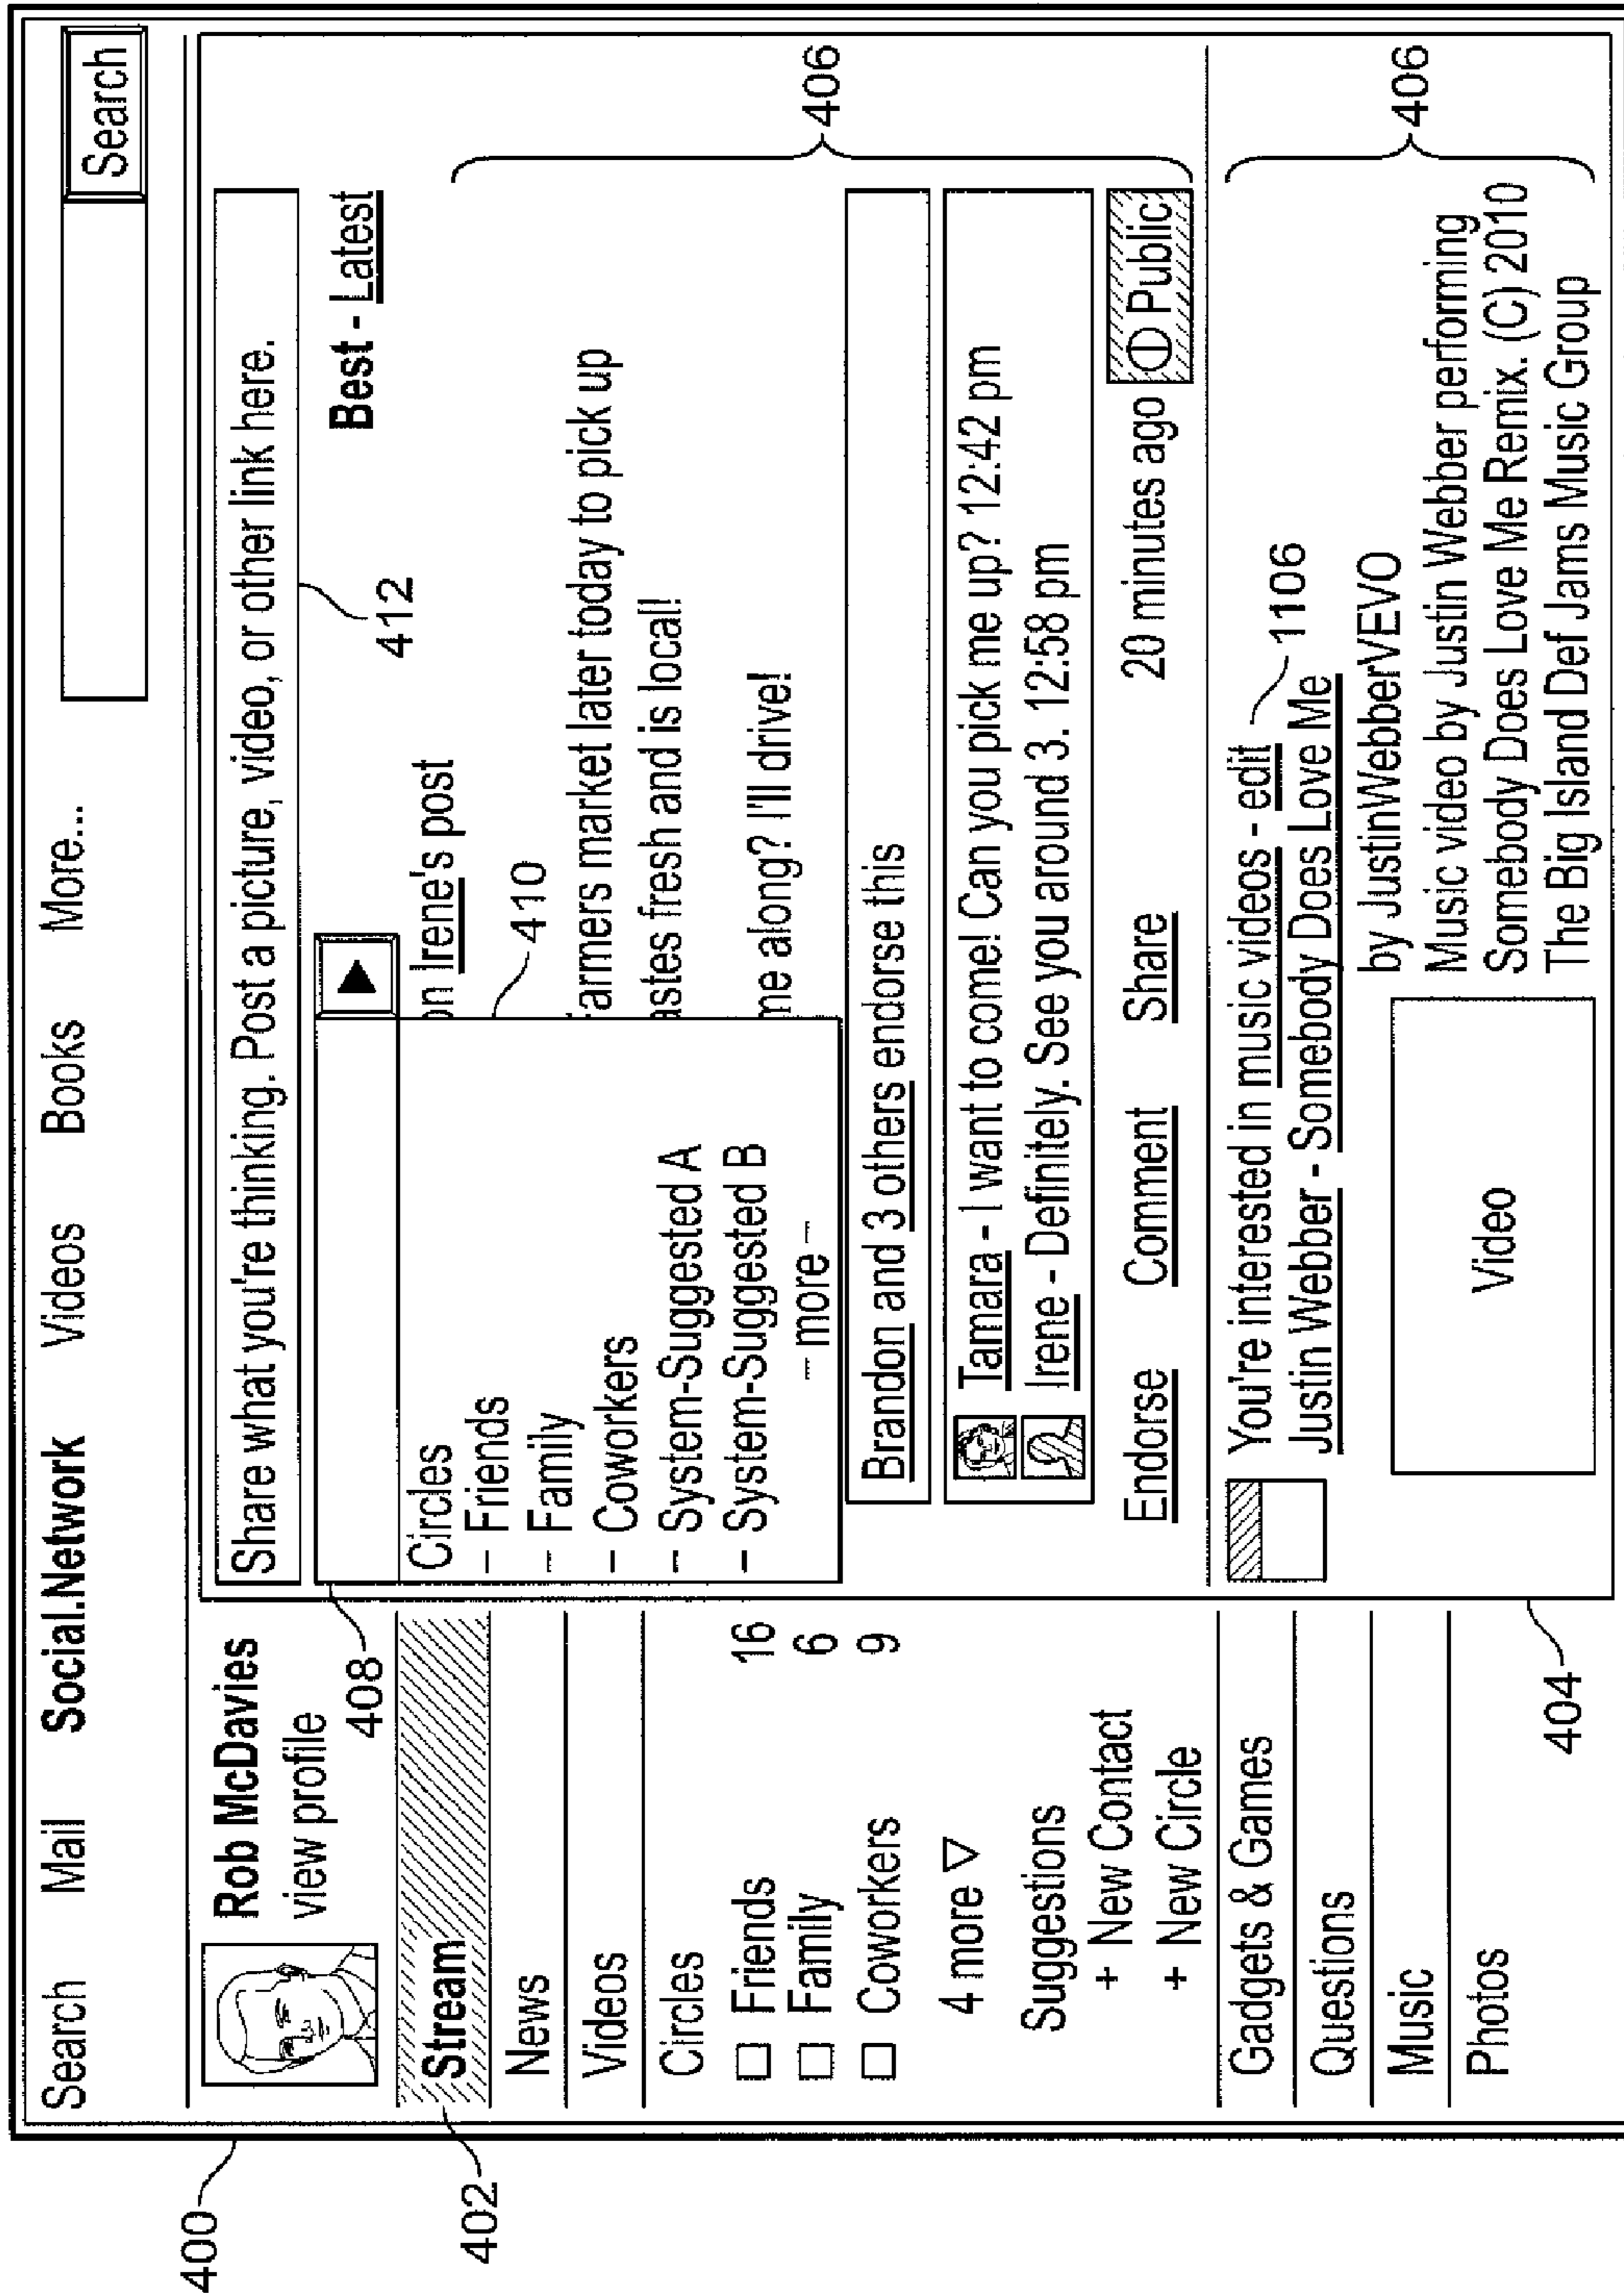 Search Mail Social.Network Videos Books More...
Search
400
Rob McDavies
view profile
402
Stream
News
Videos
Circles
Friends 16
Family 6
Coworkers 9
4 more
Suggestions
+ New Contact
+ New Circle
Gadgets & Games
Questions
Music
Photos
Share what you're thinking. Post a picture, video, or other link here.
412
408
Best - Latest
Circles
- Friends
- Family
- Coworkers
- System-Suggested A
- System-Suggested B
- more -
410
on Irene's post
armers market later today to pick up
astes fresh and is local!
me along? I'll drive!
406
Brandon and 3 others endorse this
Tamara - I want to come! Can you pick me up? 12:42 pm
Irene - Definitely. See you around 3. 12:58 pm
Endorse Comment Share 20 minutes ago Public
You're interested in music videos - edit 1106
Justin Webber - Somebody Does Love Me
by JustinWebberVEVO
Video
Music video by Justin Webber performing
Somebody Does Love Me Remix. (C) 2010
The Big Island Def Jams Music Group
406
404